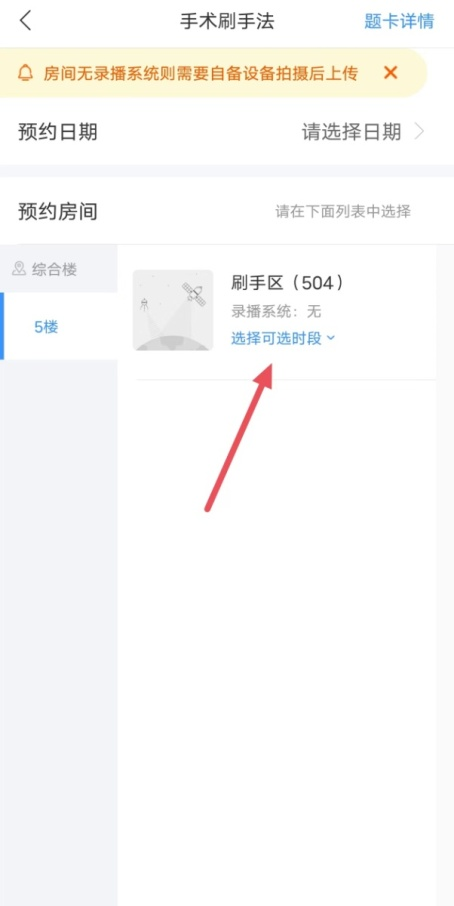 手术刷手法 题卡详情
房间无录播系统则需要自备设备拍摄后上传
预约日期 请选择日期
预约房间 请在下面列表中选择
综合楼
5楼
刷手区（504）
录播系统：无
选择可选时段